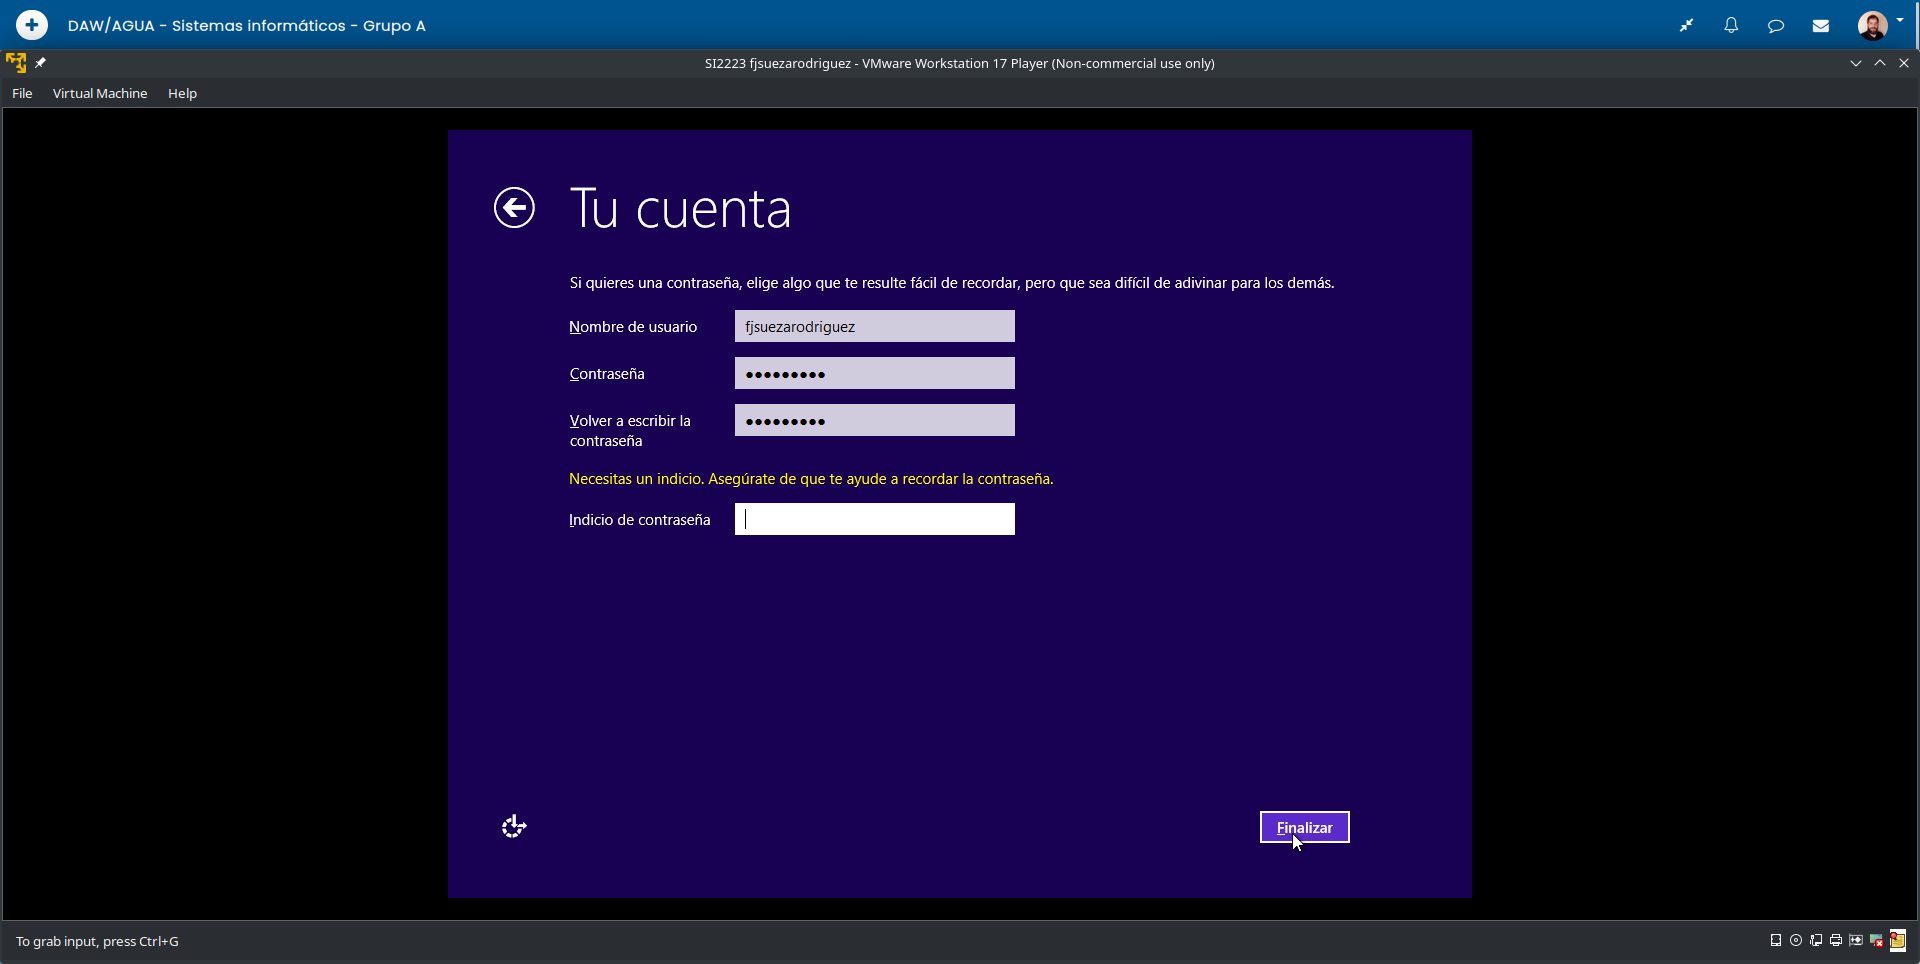 DAW/AGUA - Sistemas informáticos - Grupo A
SI2223 fjsuezarodriguez - VMware Workstation 17 Player (Non-commercial use only)
File Virtual Machine Help
Tu cuenta
Si quieres una contraseña, elige algo que te resulte fácil de recordar, pero que sea difícil de adivinar para los demás.
Nombre de usuario fjsuezarodriguez
Contraseña •••••••••
Volver a escribir la •••••••••
contraseña
Necesitas un indicio. Asegúrate de que te ayude a recordar la contraseña.
Indicio de contraseña
Finalizar
To grab input, press Ctrl+G